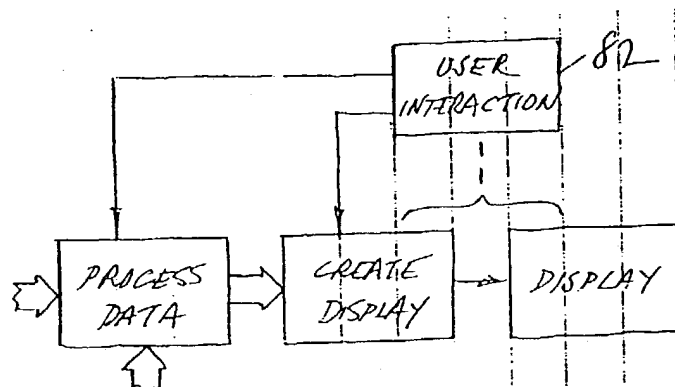 USER
INTERACTION
82
PROCESS
DATA
CREATE
DISPLAY
DISPLAY